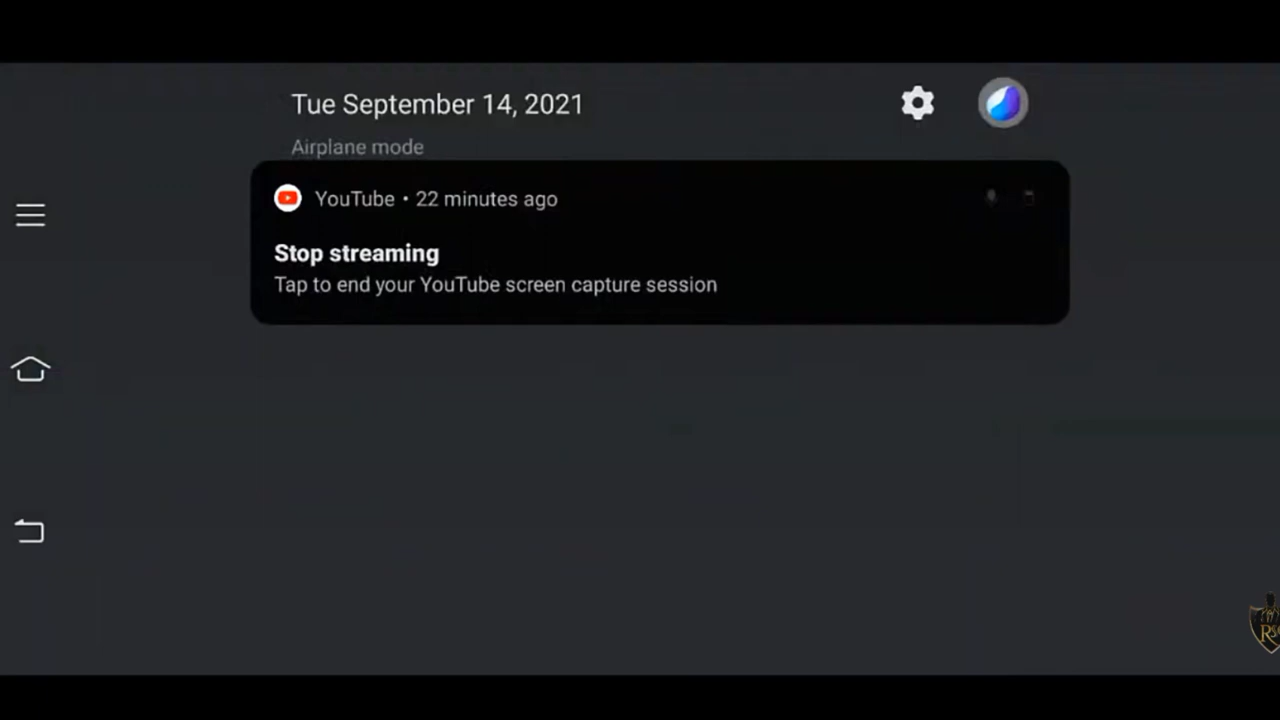 Tue September 14, 2021
Airplane mode
YouTube • 22 minutes ago
Stop streaming
Tap to end your YouTube screen capture session